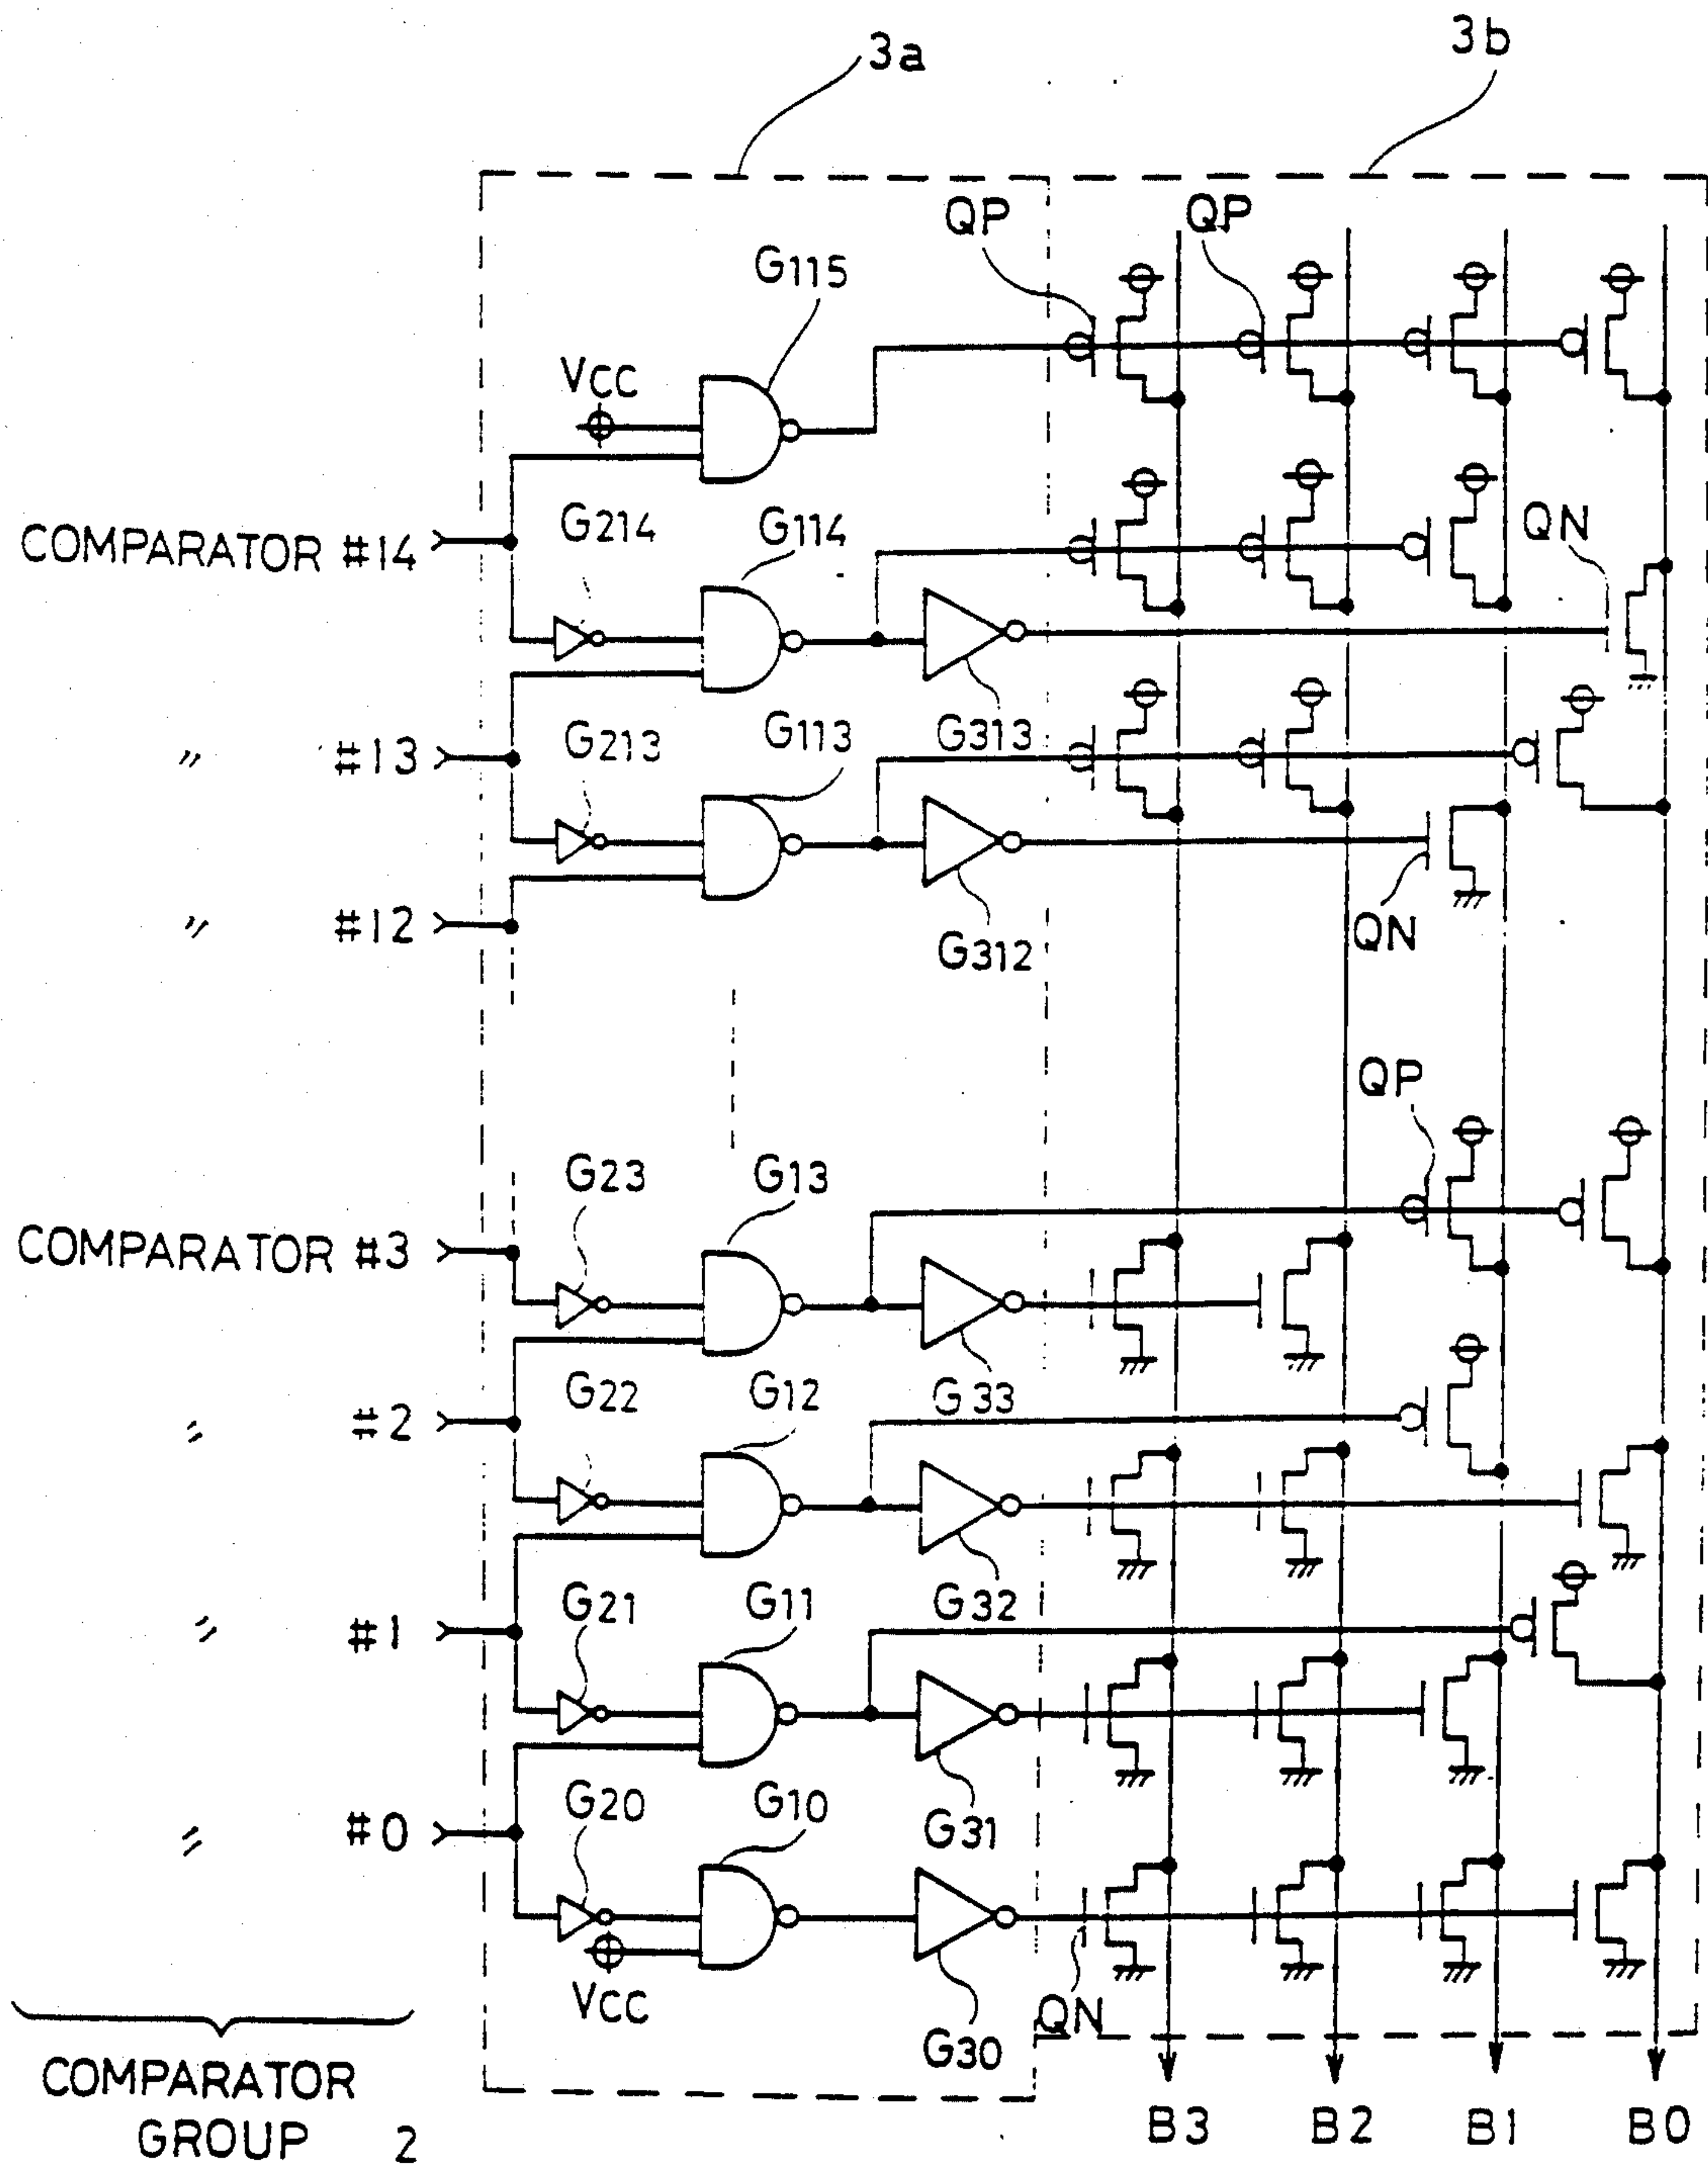 3a
3b
QP
QP
G115
VCC
COMPARATOR #14
G214
G114
QN
G313
〃 #13
G213
G113
〃 #12
G312
QN
QP
COMPARATOR #3
G23
G13
G33
〃 #2
G22
G12
G32
〃 #1
G21
G11
G31
〃 #0
G20
G10
VCC
QN
G30
COMPARATOR
GROUP 2
B3 B2 B1 B0